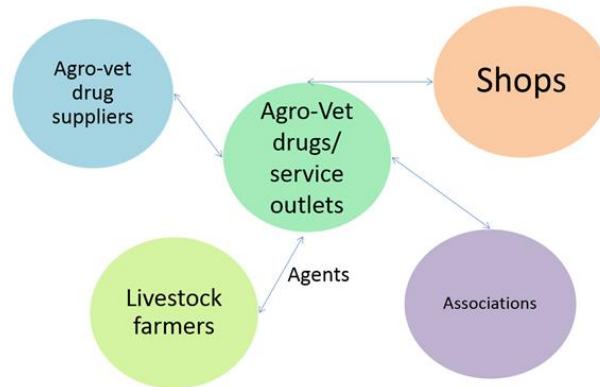 Agro-vet
drug
suppliers
Shops
Agro-Vet
drugs/
service
outlets
Agents
Livestock
farmers
Associations